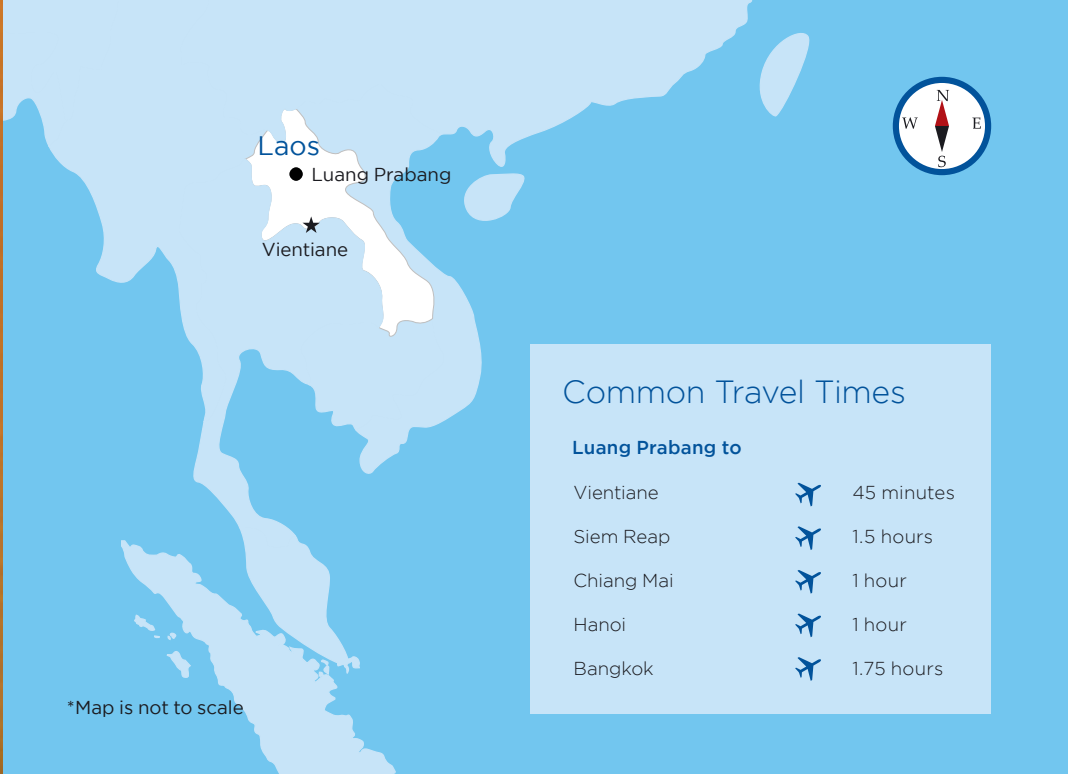 N
W E
S
Laos
Luang Prabang
Vientiane
Common Travel Times
Luang Prabang to
Vientiane 45 minutes
Siem Reap 1.5 hours
Chiang Mai 1 hour
Hanoi 1 hour
Bangkok 1.75 hours
*Map is not to scale